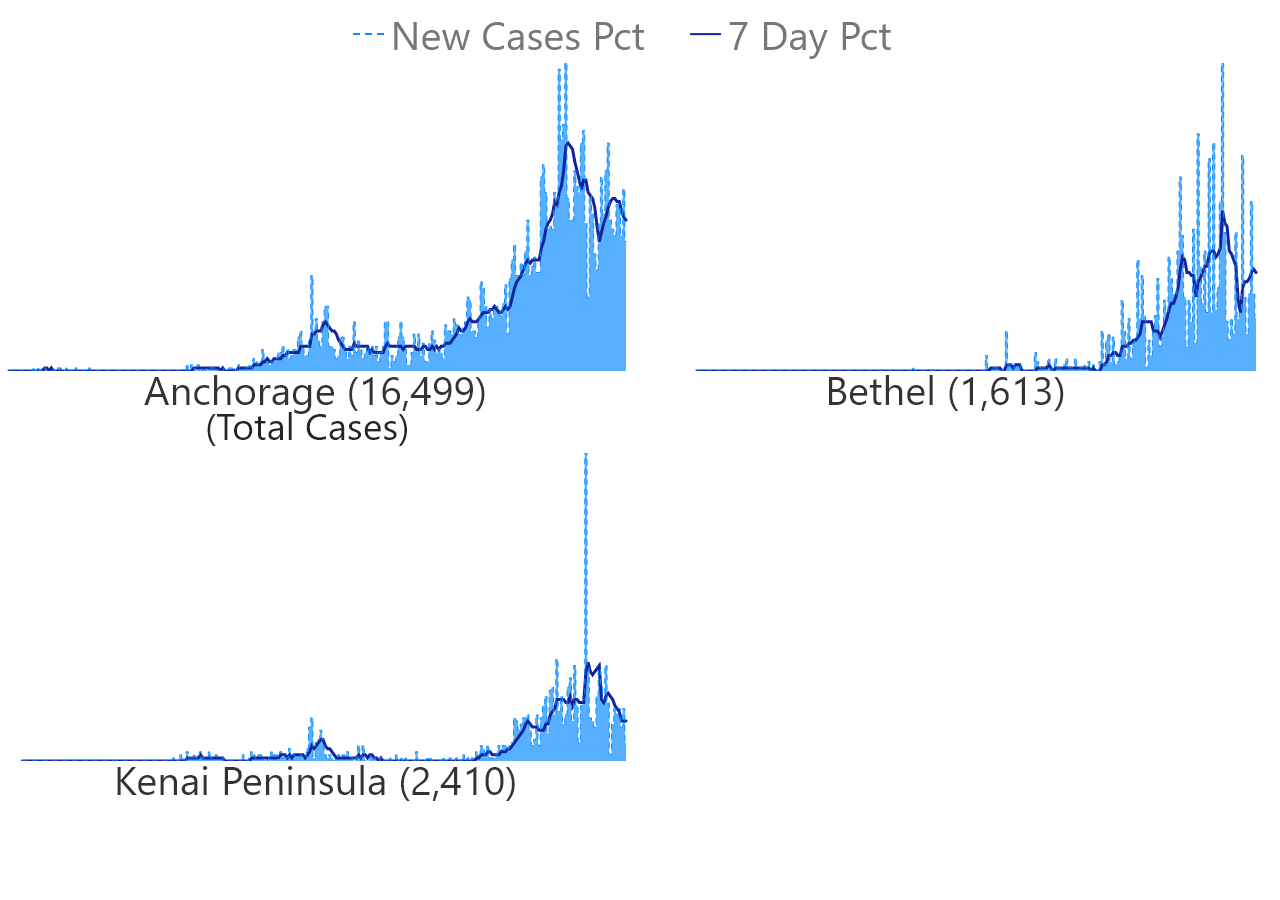 New Cases Pct 7 Day Pct
Anchorage (16,499)
(Total Cases)
Bethel (1,613)
Kenai Peninsula (2,410)